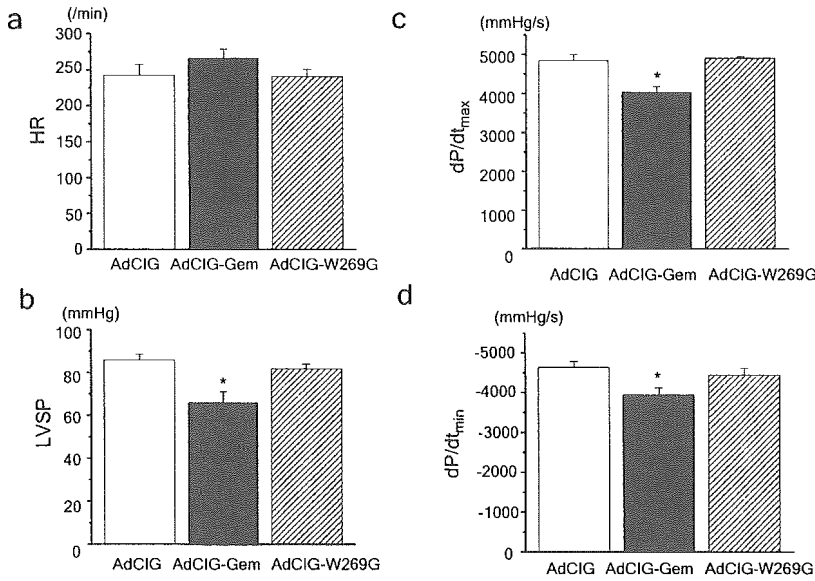 a
(/min)
300
250
200
150
100
50
0
HR
AdCIG AdCIG-Gem AdCIG-W269G
b
(mmHg)
100
80
60
40
20
0
LVSP
*
AdCIG AdCIG-Gem AdCIG-W269G
c
(mmHg/s)
5000
4000
3000
2000
1000
0
dP/dtmax
*
AdCIG AdCIG-Gem AdCIG-W269G
d
(mmHg/s)
-5000
-4000
-3000
-2000
-1000
0
dP/dtmin
*
AdCIG AdCIG-Gem AdCIG-W269G